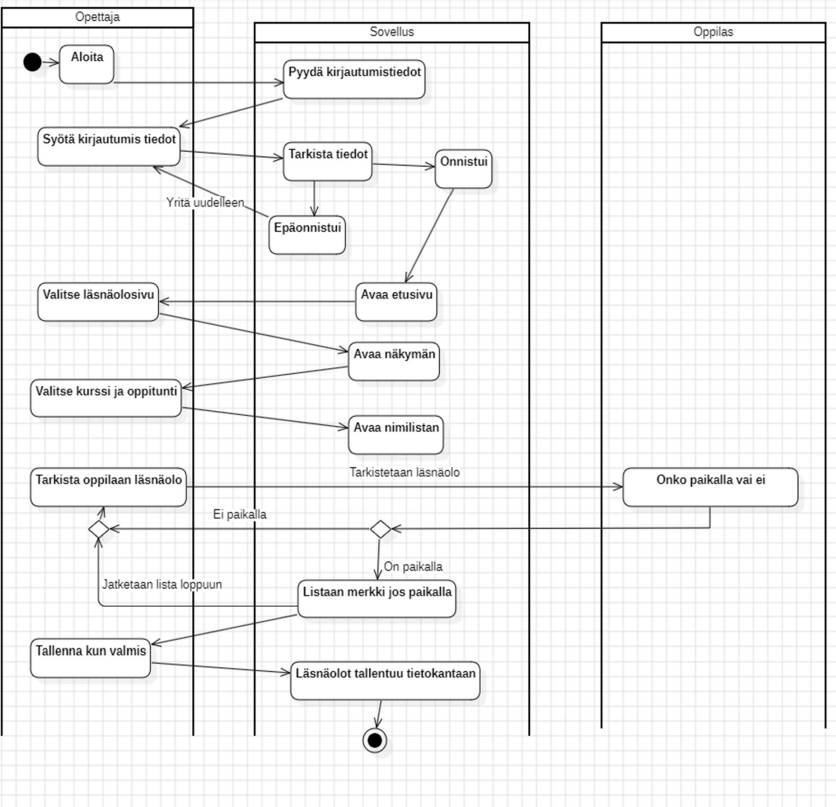 Opettaja
Sovellus
Oppilas
Aloita
Pyydä kirjautumistiedot
Syötä kirjautumis tiedot
Tarkista tiedot
Onnistui
Yritä uudelleen
Epäonnistui
Valitse läsnäolosivu
Avaa etusivu
Avaa näkymän
Valitse kurssi ja oppitunti
Avaa nimilistan
Tarkista oppilaan läsnäolo
Tarkistetaan läsnäolo
Onko paikalla vai ei
Ei paikalla
On paikalla
Jatketaan lista loppuun
Listaan merkki jos paikalla
Tallenna kun valmis
Läsnäolot tallentuu tietokantaan